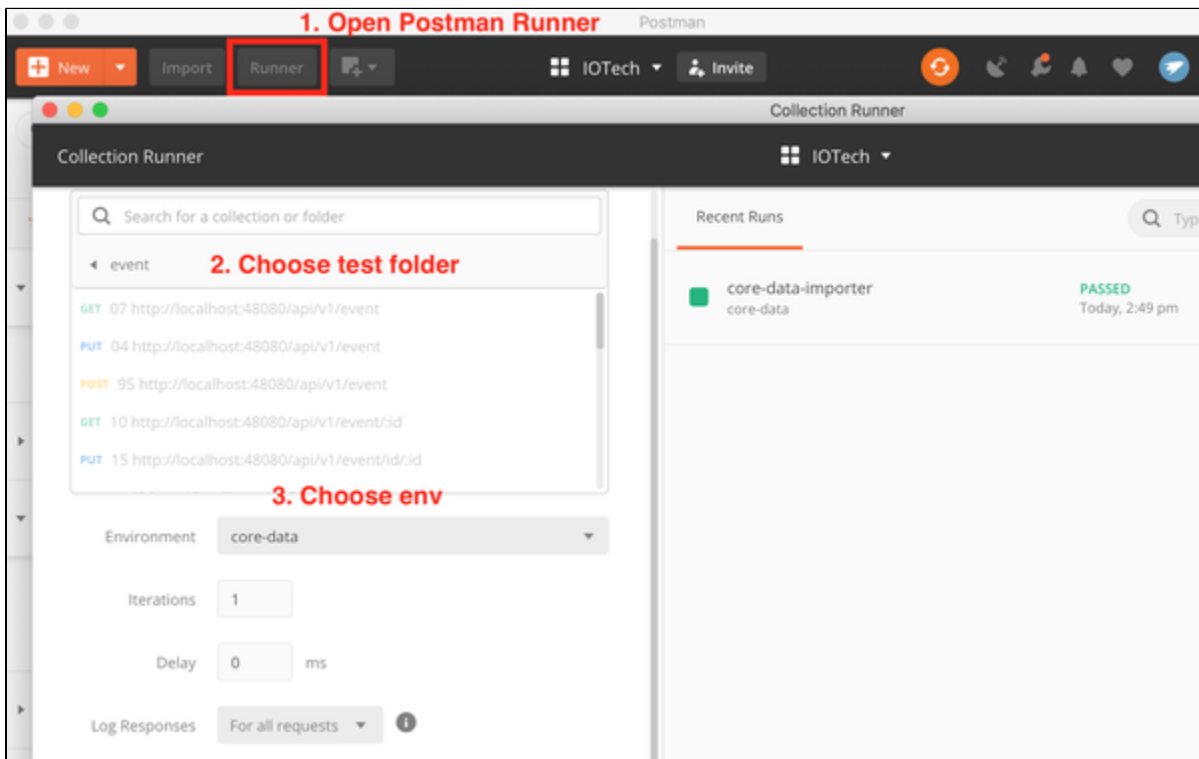 1. Open Postman Runner
Postman
New
Import
Runner
IOTech
Invite
Collection Runner
Collection Runner
IOTech
Search for a collection or folder
event
2. Choose test folder
GET 07 http://localhost:48080/api/v1/event
PUT 04 http://localhost:48080/api/v1/event
POST 95 http://localhost:48080/api/v1/event
GET 10 http://localhost:48080/api/v1/event/:id
PUT 15 http://localhost:48080/api/v1/event/id/:id
3. Choose env
Environment core-data
Iterations 1
Delay 0 ms
Log Responses For all requests
Recent Runs
Typ
core-data-importer
core-data
PASSED
Today, 2:49 pm